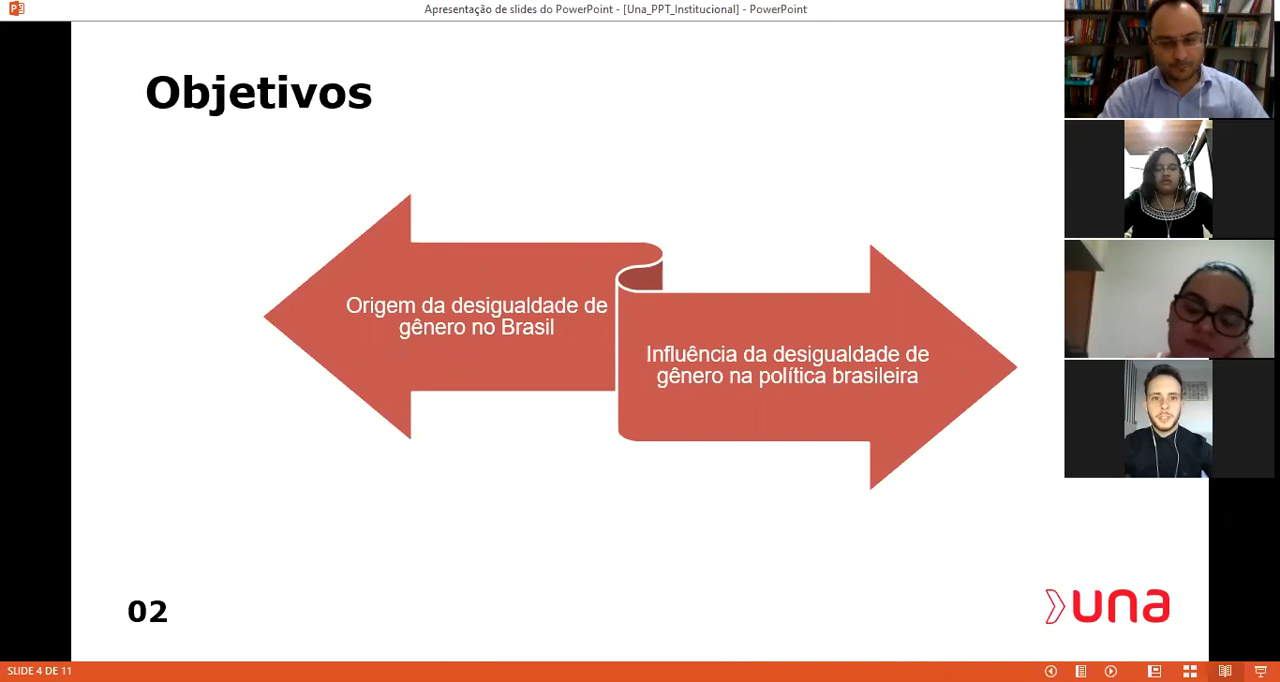 Apresentação de slides do PowerPoint - [Una_PPT_Institucional] - PowerPoint
Objetivos
Origem da desigualdade de
gênero no Brasil
Influência da desigualdade de
gênero na política brasileira
02
una
SLIDE 4 DE 11